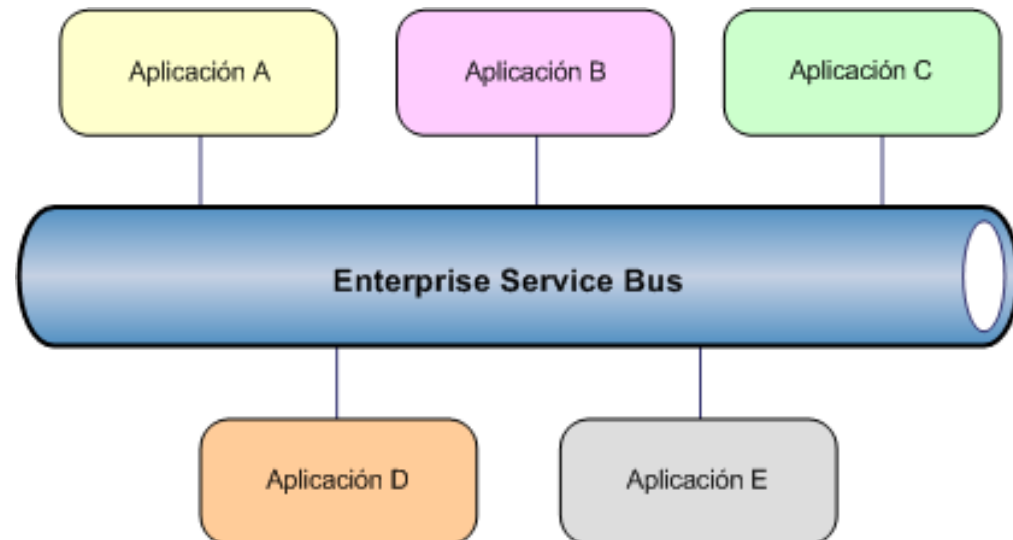 Aplicación A
Aplicación B
Aplicación C
Enterprise Service Bus
Aplicación D
Aplicación E